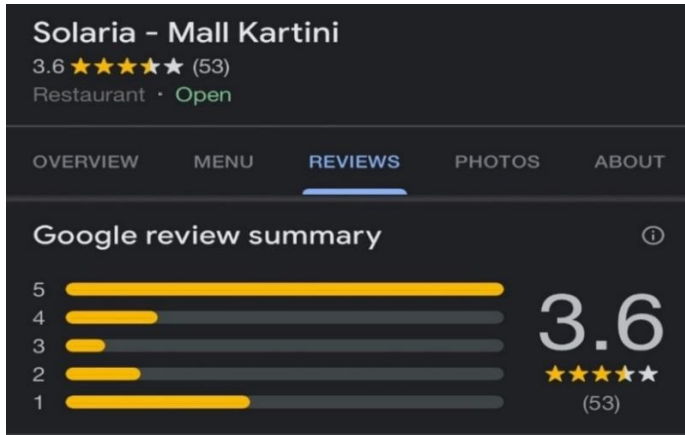 Solaria - Mall Kartini
3.6 (53)
Restaurant · Open
OVERVIEW MENU REVIEWS PHOTOS ABOUT
Google review summary
5
4
3
2
1
3.6
(53)